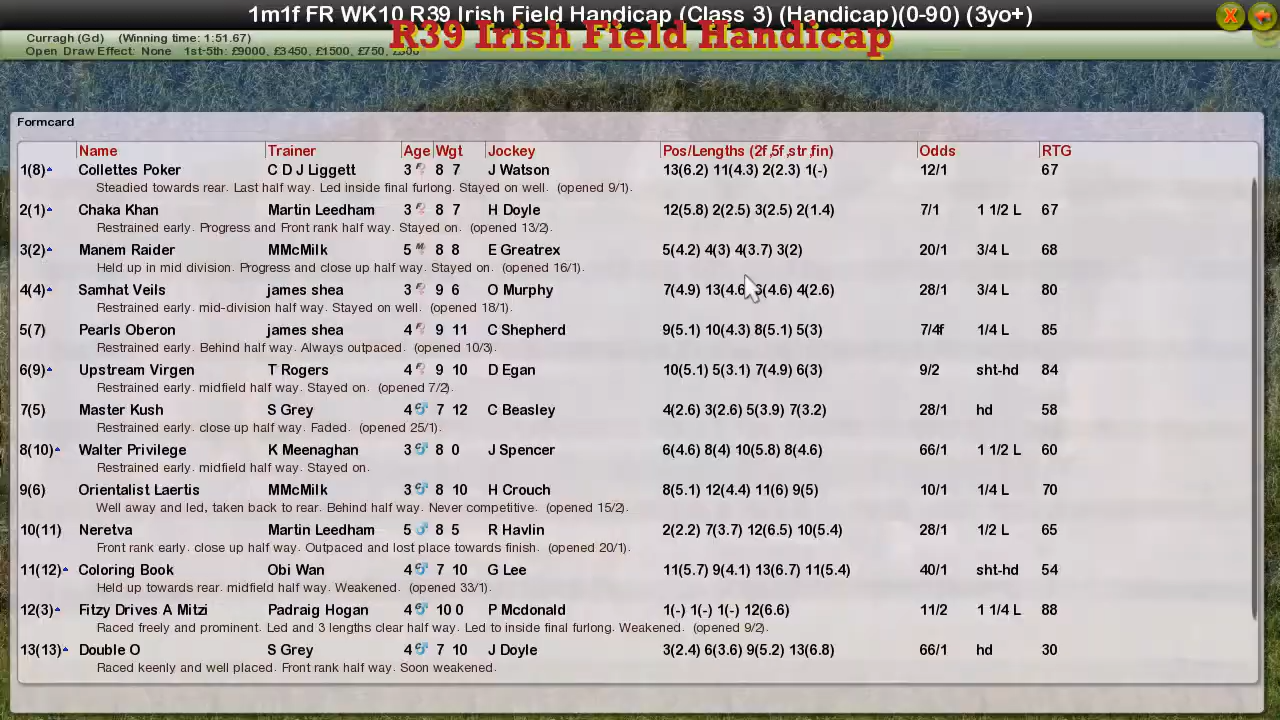 1m1f FR WK10 R39 Irish Field Handicap (Class 3) (Handicap)(0-90) (3yo+)
R39 Irish Field Handicap
Curragh (Gd) (Winning time: 1:51.67)
Open Draw Effect: None 1st-5th: £9000, £3450, £1500, £750, £300
Formcard
Name Trainer Age Wgt Jockey Pos/Lengths (2f,5f,str,fin) Odds RTG
1(8) Collettes Poker C D J Liggett 3 8 7 J Watson 13(6.2) 11(4.3) 2(2.3) 1(-) 12/1 67
Steadied towards rear. Last half way. Led inside final furlong. Stayed on well. (opened 9/1).
2(1) Chaka Khan Martin Leedham 3 8 7 H Doyle 12(5.8) 2(2.5) 3(2.5) 2(1.4) 7/1 1 1/2 L 67
Restrained early. Progress and Front rank half way. Stayed on. (opened 13/2).
3(2) Manem Raider MMcMilk 5 8 8 E Greatrex 5(4.2) 4(3) 4(3.7) 3(2) 20/1 3/4 L 68
Held up in mid division. Progress and close up half way. Stayed on. (opened 16/1).
4(4) Samhat Veils james shea 3 9 6 O Murphy 7(4.9) 13(4.6) (4.6) 4(2.6) 28/1 3/4 L 80
Restrained early. mid-division half way. Stayed on well. (opened 18/1).
5(7) Pearls Oberon james shea 4 9 11 C Shepherd 9(5.1) 10(4.3) 8(5.1) 5(3) 7/4f 1/4 L 85
Restrained early. Behind half way. Always outpaced. (opened 10/3).
6(9) Upstream Virgen T Rogers 4 9 10 D Egan 10(5.1) 5(3.1) 7(4.9) 6(3) 9/2 sht-hd 84
Restrained early. midfield half way. Stayed on. (opened 7/2).
7(5) Master Kush S Grey 4 7 12 C Beasley 4(2.6) 3(2.6) 5(3.9) 7(3.2) 28/1 hd 58
Restrained early. close up half way. Faded. (opened 25/1).
8(10) Walter Privilege K Meenaghan 3 8 0 J Spencer 6(4.6) 8(4) 10(5.8) 8(4.6) 66/1 1 1/2 L 60
Restrained early. midfield half way. Stayed on.
9(6) Orientalist Laertis MMcMilk 3 8 10 H Crouch 8(5.1) 12(4.4) 11(6) 9(5) 10/1 1/4 L 70
Well away and led, taken back to rear. Behind half way. Never competitive. (opened 15/2).
10(11) Neretva Martin Leedham 5 8 5 R Havlin 2(2.2) 7(3.7) 12(6.5) 10(5.4) 28/1 1/2 L 65
Front rank early. close up half way. Outpaced and lost place towards finish. (opened 20/1).
11(12) Coloring Book Obi Wan 4 7 10 G Lee 11(5.7) 9(4.1) 13(6.7) 11(5.4) 40/1 sht-hd 54
Held up towards rear. midfield half way. Weakened. (opened 33/1).
12(3) Fitzy Drives A Mitzi Padraig Hogan 4 10 0 P Mcdonald 1(-) 1(-) 1(-) 12(6.6) 11/2 1 1/4 L 88
Raced freely and prominent. Led and 3 lengths clear half way. Led to inside final furlong. Weakened. (opened 9/2).
13(13) Double O S Grey 4 7 10 J Doyle 3(2.4) 6(3.6) 9(5.2) 13(6.8) 66/1 hd 30
Raced keenly and well placed. Front rank half way. Soon weakened.